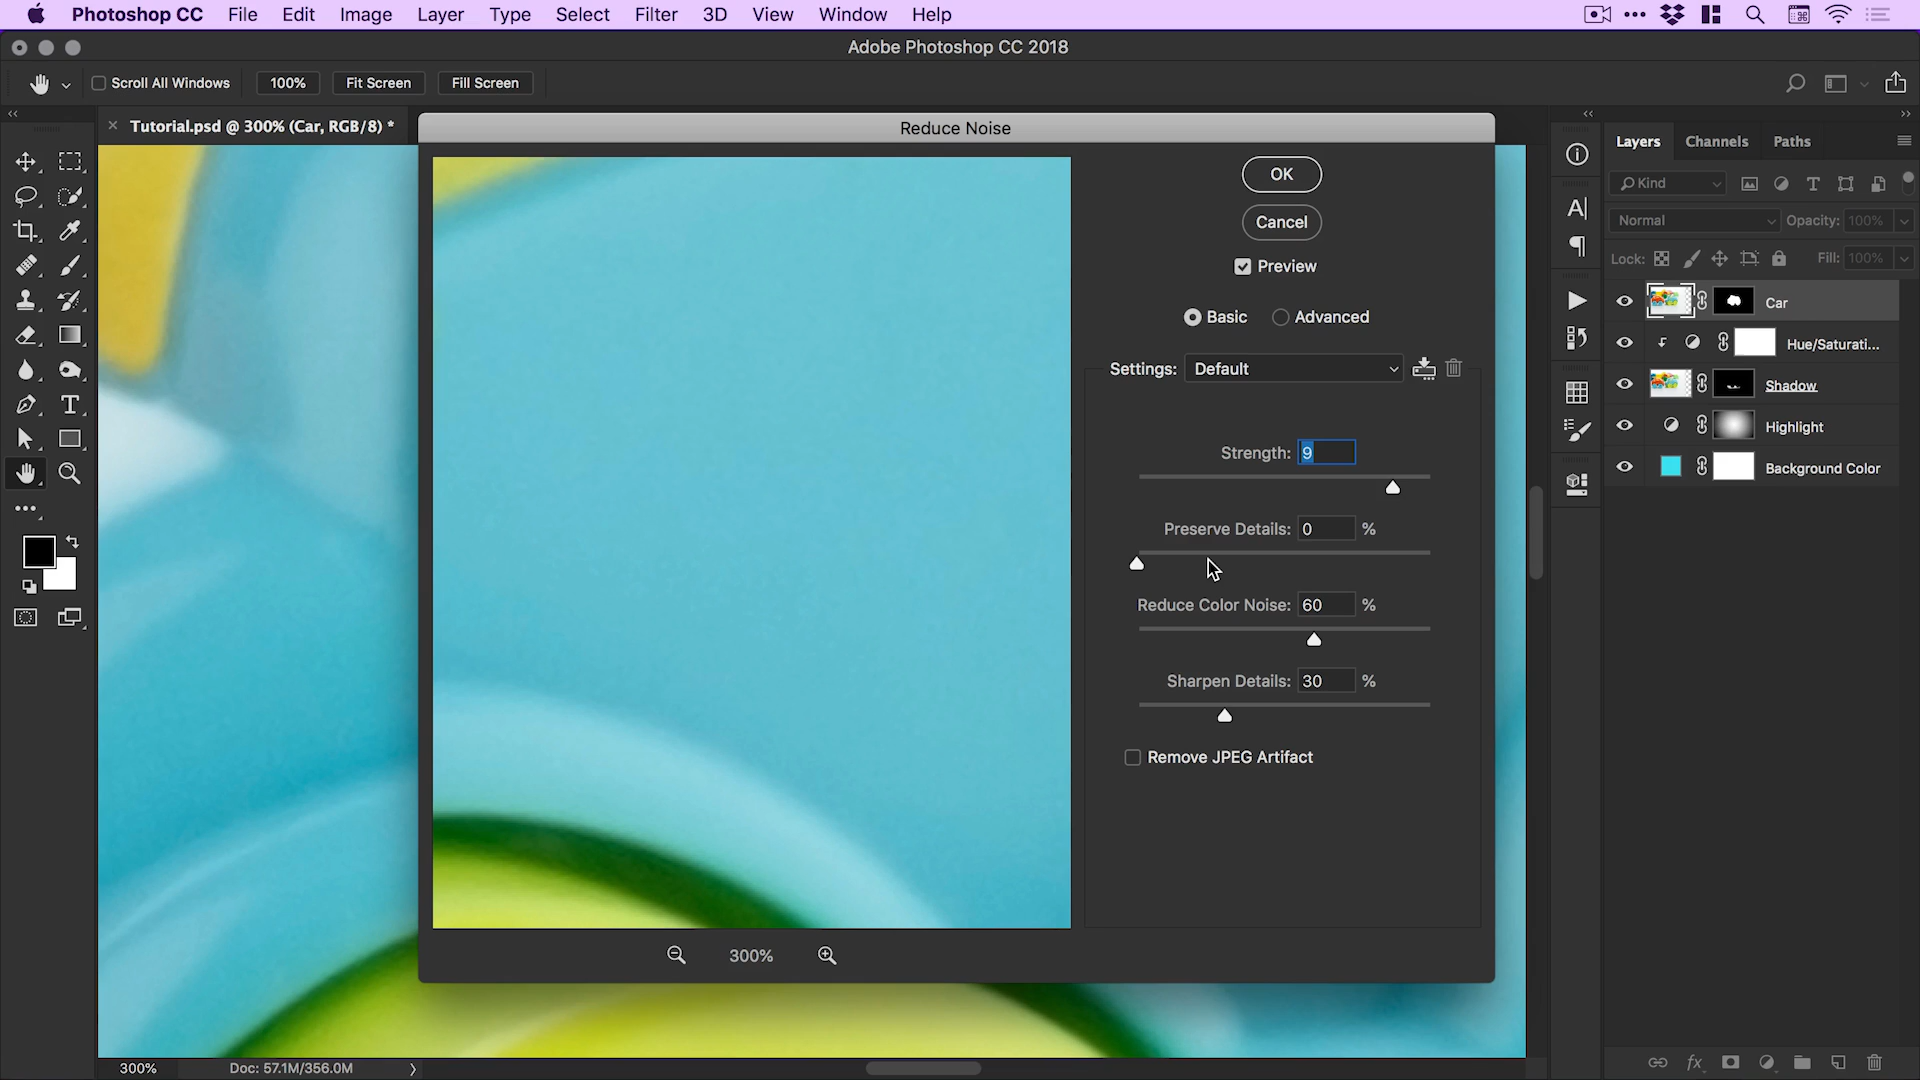 Photoshop CC File Edit Image Layer Type Select Filter 3D View Window Help
Adobe Photoshop CC 2018
Scroll All Windows 100% Fit Screen Fill Screen
Tutorial.psd @ 300% (Car, RGB/8) *
Reduce Noise
OK
Cancel
Preview
Basic Advanced
Settings: Default
Strength: 9
Preserve Details: 0 %
Reduce Color Noise: 60 %
Sharpen Details: 30 %
Remove JPEG Artifact
300%
Layers Channels Paths
Kind
Normal Opacity: 100%
Lock: Fill: 100%
Car
Hue/Saturati...
Shadow
Highlight
Background Color
300% Doc: 57.1M/356.0M